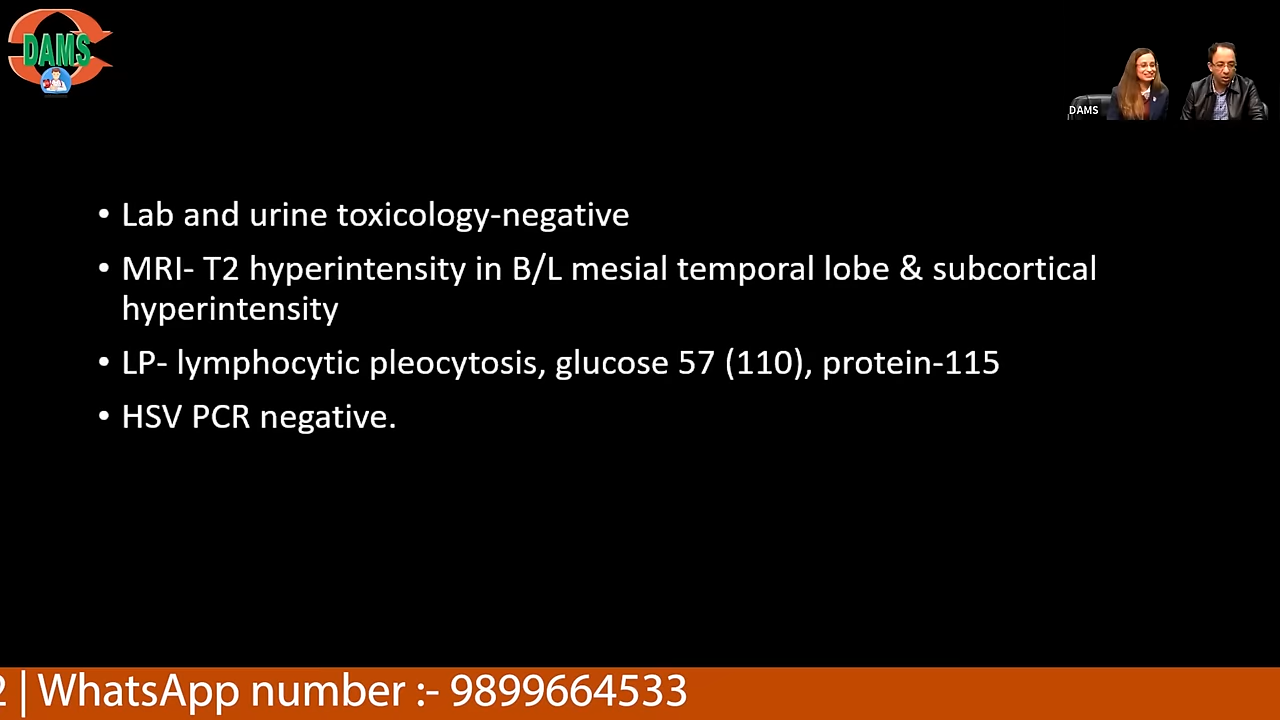 DAMS
DAMS
• Lab and urine toxicology-negative
• MRI- T2 hyperintensity in B/L mesial temporal lobe & subcortical
hyperintensity
• LP- lymphocytic pleocytosis, glucose 57 (110), protein-115
• HSV PCR negative.
2 | WhatsApp number :- 9899664533